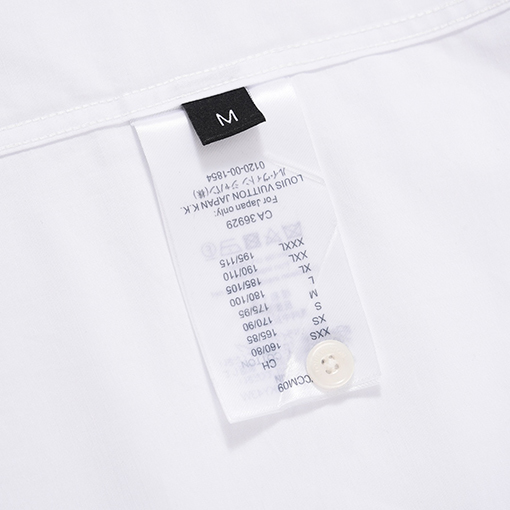 M
CCM09
CH
XXS 160/80
XS 165/85
S 170/90
M 175/95
L 180/100
XL 185/105
XXL 190/110
XXXL 195/115
CA 36929
For Japan only:
LOUIS VUITTON JAPAN K.K.
ルイ・ヴィトン ジャパン(株)
0120-00-1854